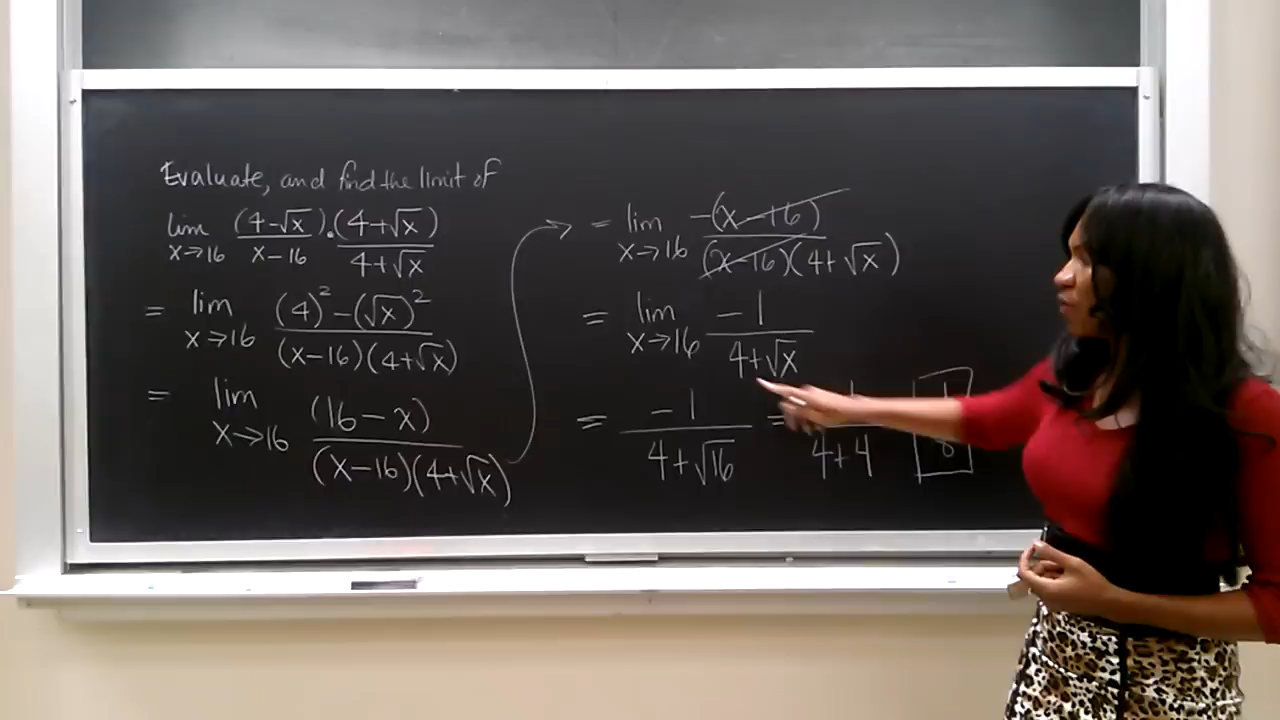 Evaluate, and find the limit of
lim x→16 (4-√x)/(x-16) · (4+√x)/(4+√x)
= lim x→16 ((4)² - (√x)²)/((x-16)(4+√x))
= lim x→16 (16-x)/((x-16)(4+√x))
= lim x→16 -(x-16)/((x-16)(4+√x))
= lim x→16 -1/(4+√x)
= -1/(4+√16) = /(4+4) 8